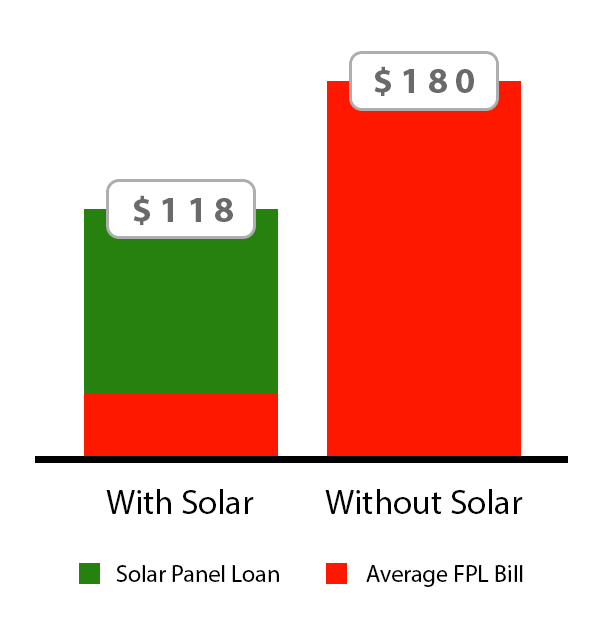 $180
$118
With Solar
Without Solar
Solar Panel Loan
Average FPL Bill